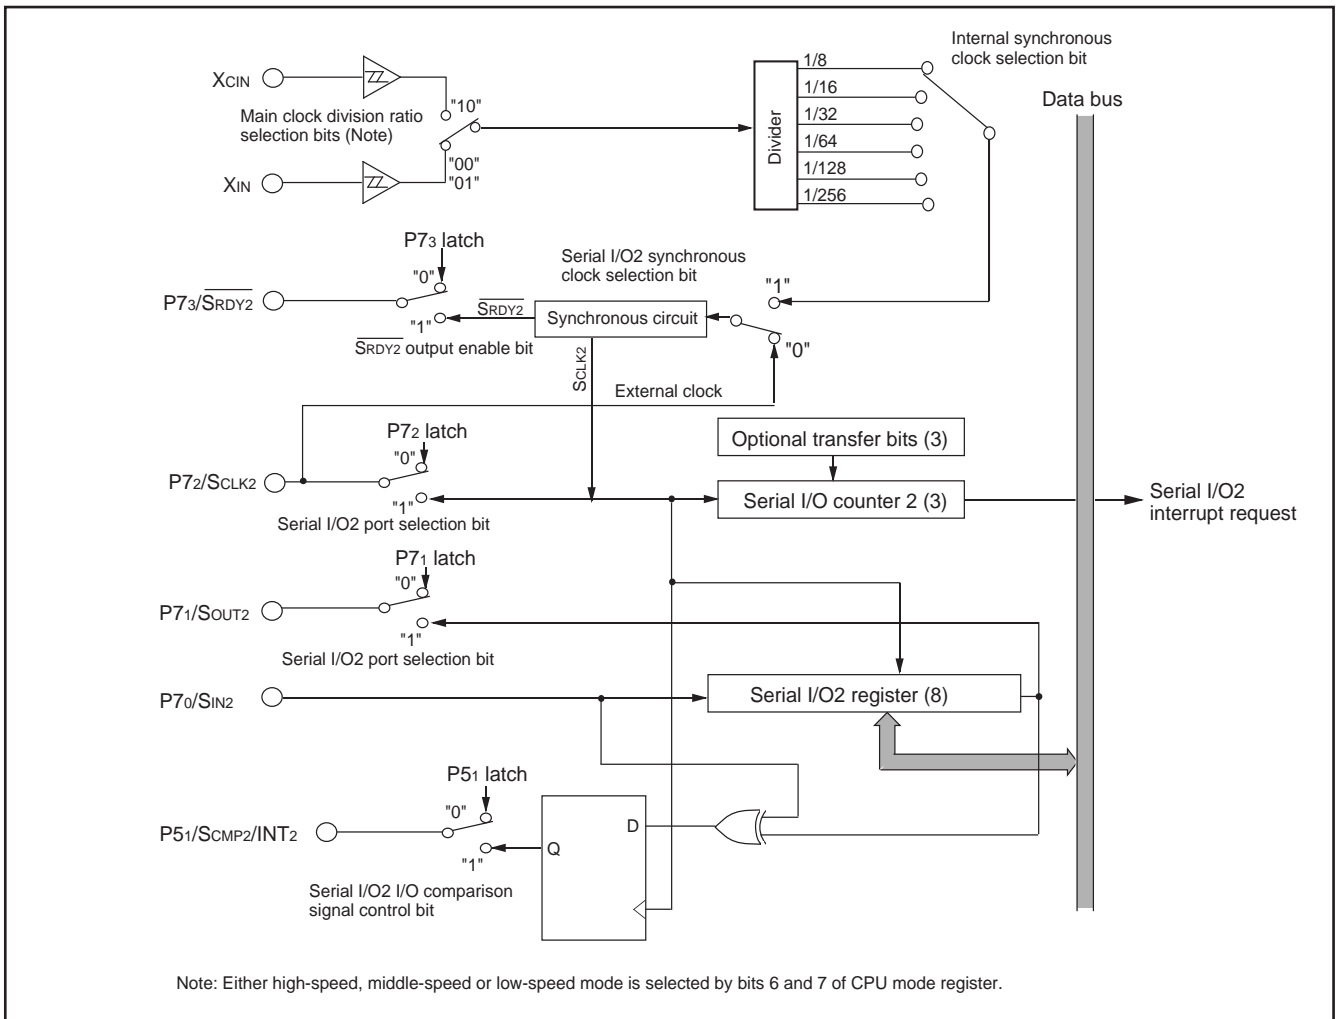 Internal synchronous
clock selection bit
XCIN
"10"
Main clock division ratio
selection bits (Note)
"00"
"01"
XIN
Divider
1/8
1/16
1/32
1/64
1/128
1/256
Data bus
P73 latch
"0"
P73/SRDY2
"1"
SRDY2
SRDY2 output enable bit
Serial I/O2 synchronous
clock selection bit
Synchronous circuit
"1"
"0"
SCLK2
External clock
P72 latch
"0"
P72/SCLK2
"1"
Serial I/O2 port selection bit
Optional transfer bits (3)
Serial I/O counter 2 (3)
Serial I/O2
interrupt request
P71 latch
"0"
P71/SOUT2
"1"
Serial I/O2 port selection bit
P70/SIN2
Serial I/O2 register (8)
P51 latch
"0"
P51/SCMP2/INT2
"1"
Q
D
Serial I/O2 I/O comparison
signal control bit
Note: Either high-speed, middle-speed or low-speed mode is selected by bits 6 and 7 of CPU mode register.